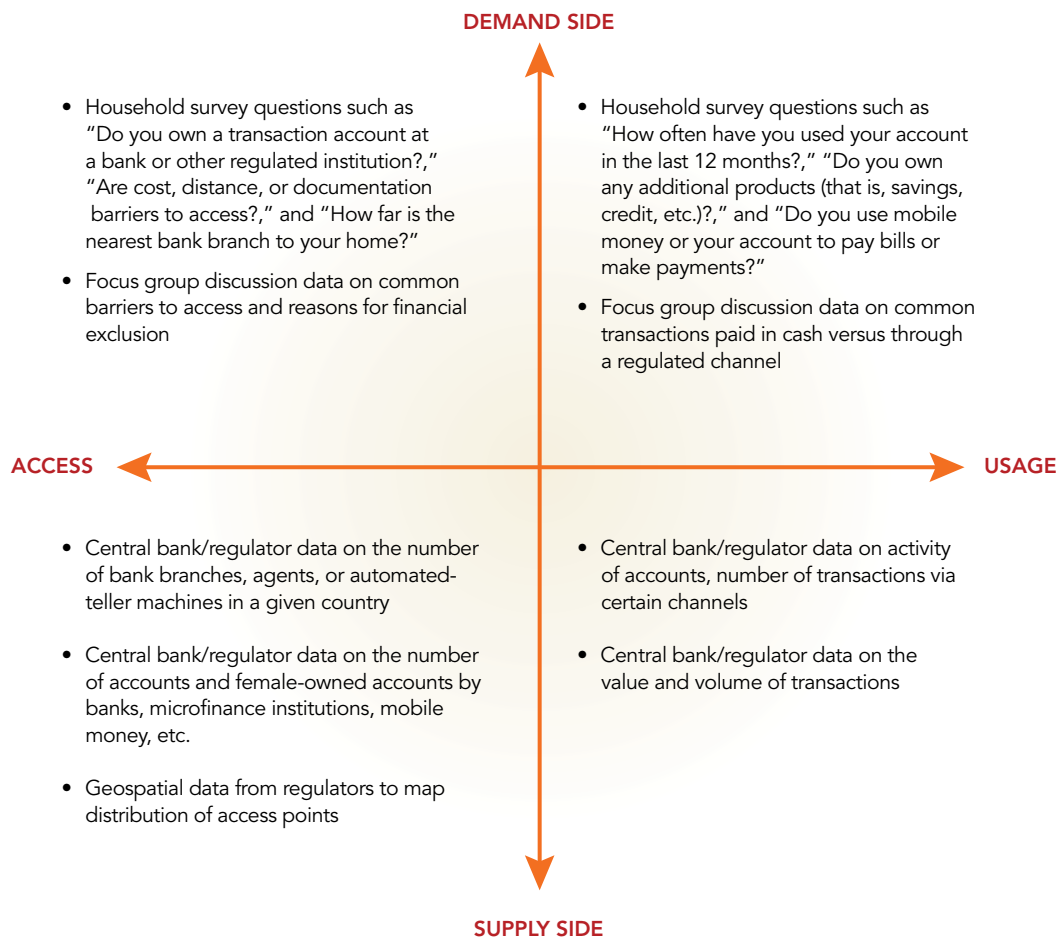 DEMAND SIDE
• Household survey questions such as
“Do you own a transaction account at
a bank or other regulated institution?,”
“Are cost, distance, or documentation
barriers to access?,” and “How far is the
nearest bank branch to your home?”
• Focus group discussion data on common
barriers to access and reasons for financial
exclusion
• Household survey questions such as
“How often have you used your account
in the last 12 months?,” “Do you own
any additional products (that is, savings,
credit, etc.)?,” and “Do you use mobile
money or your account to pay bills or
make payments?”
• Focus group discussion data on common
transactions paid in cash versus through
a regulated channel
ACCESS
USAGE
• Central bank/regulator data on the number
of bank branches, agents, or automated-
teller machines in a given country
• Central bank/regulator data on the number
of accounts and female-owned accounts by
banks, microfinance institutions, mobile
money, etc.
• Geospatial data from regulators to map
distribution of access points
• Central bank/regulator data on activity
of accounts, number of transactions via
certain channels
• Central bank/regulator data on the
value and volume of transactions
SUPPLY SIDE